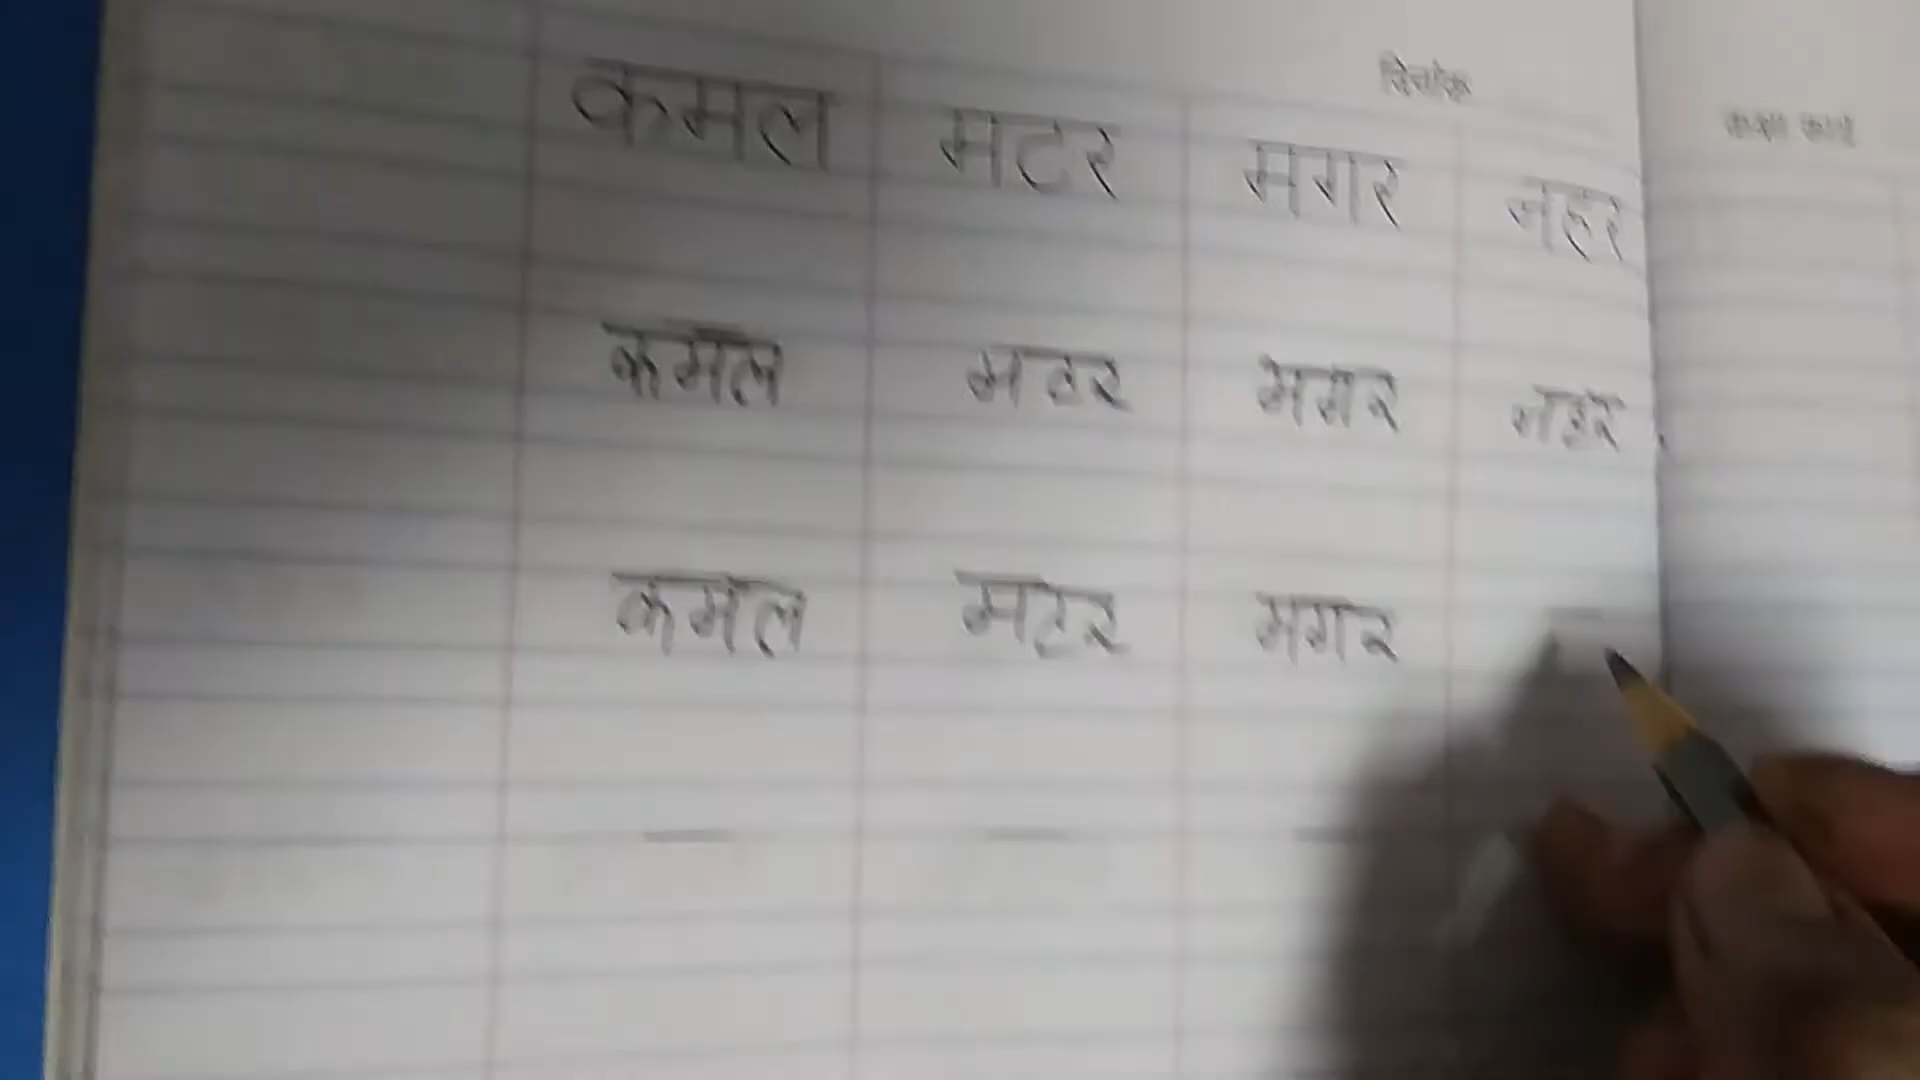 दिनांक
कमल मटर मगर नहर
कमल मटर मगर नहर
कमल मटर मगर